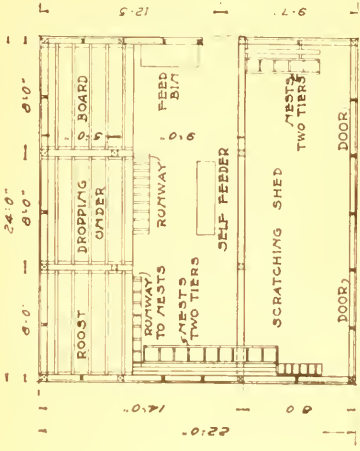 12-5
9-7
24'-0"
8'-0"
8'-0"
8'-0"
BOARD
DROPPING
UNDER
ROOST
5'0"
9'0"
FEED
BIN
RUNWAY
RUNWAY
TO NESTS
NESTS
TWO TIERS
SELF FEEDER
NESTS
TWO TIERS
SCRATCHING SHED
DOOR
DOOR
14'-0"
8'0"
22'-0"